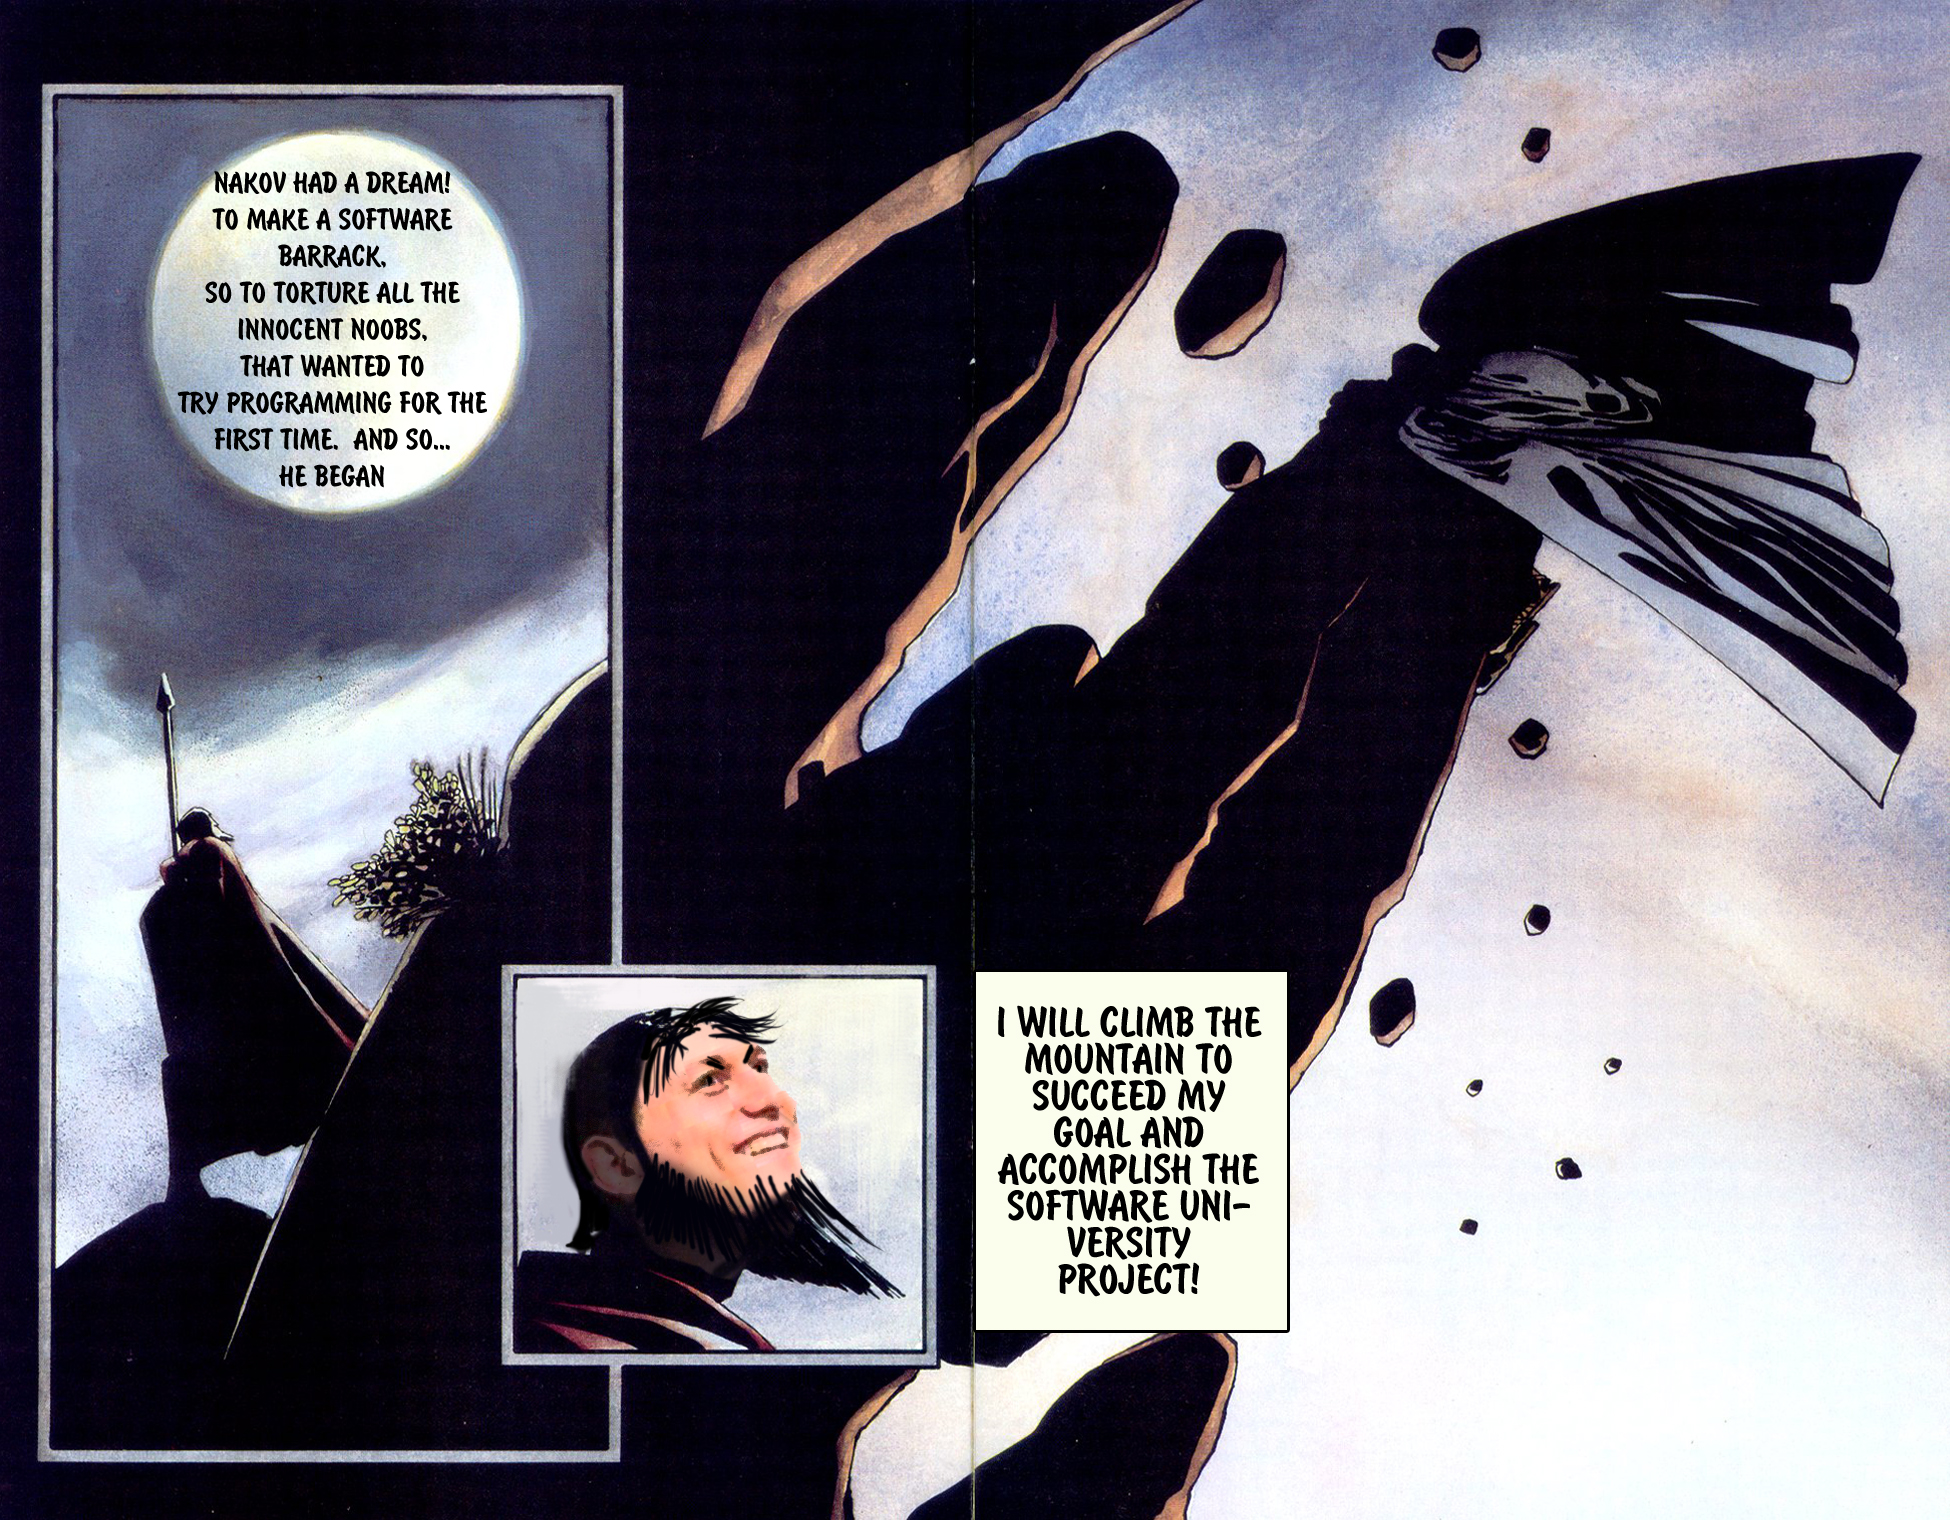 NAKOV HAD A DREAM!
TO MAKE A SOFTWARE
BARRACK,
SO TO TORTURE ALL THE
INNOCENT NOOBS,
THAT WANTED TO
TRY PROGRAMMING FOR THE
FIRST TIME. AND SO...
HE BEGAN
I WILL CLIMB THE
MOUNTAIN TO
SUCCEED MY
GOAL AND
ACCOMPLISH THE
SOFTWARE UNI-
VERSITY
PROJECT!